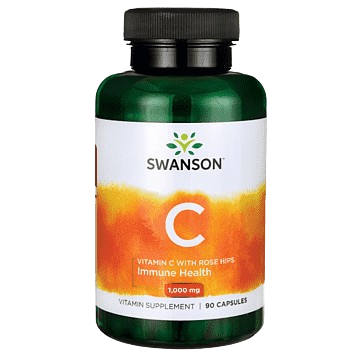 SWANSON
C
VITAMIN C WITH ROSE HIPS
Immune Health
1,000 mg
VITAMIN SUPPLEMENT | 90 CAPSULES